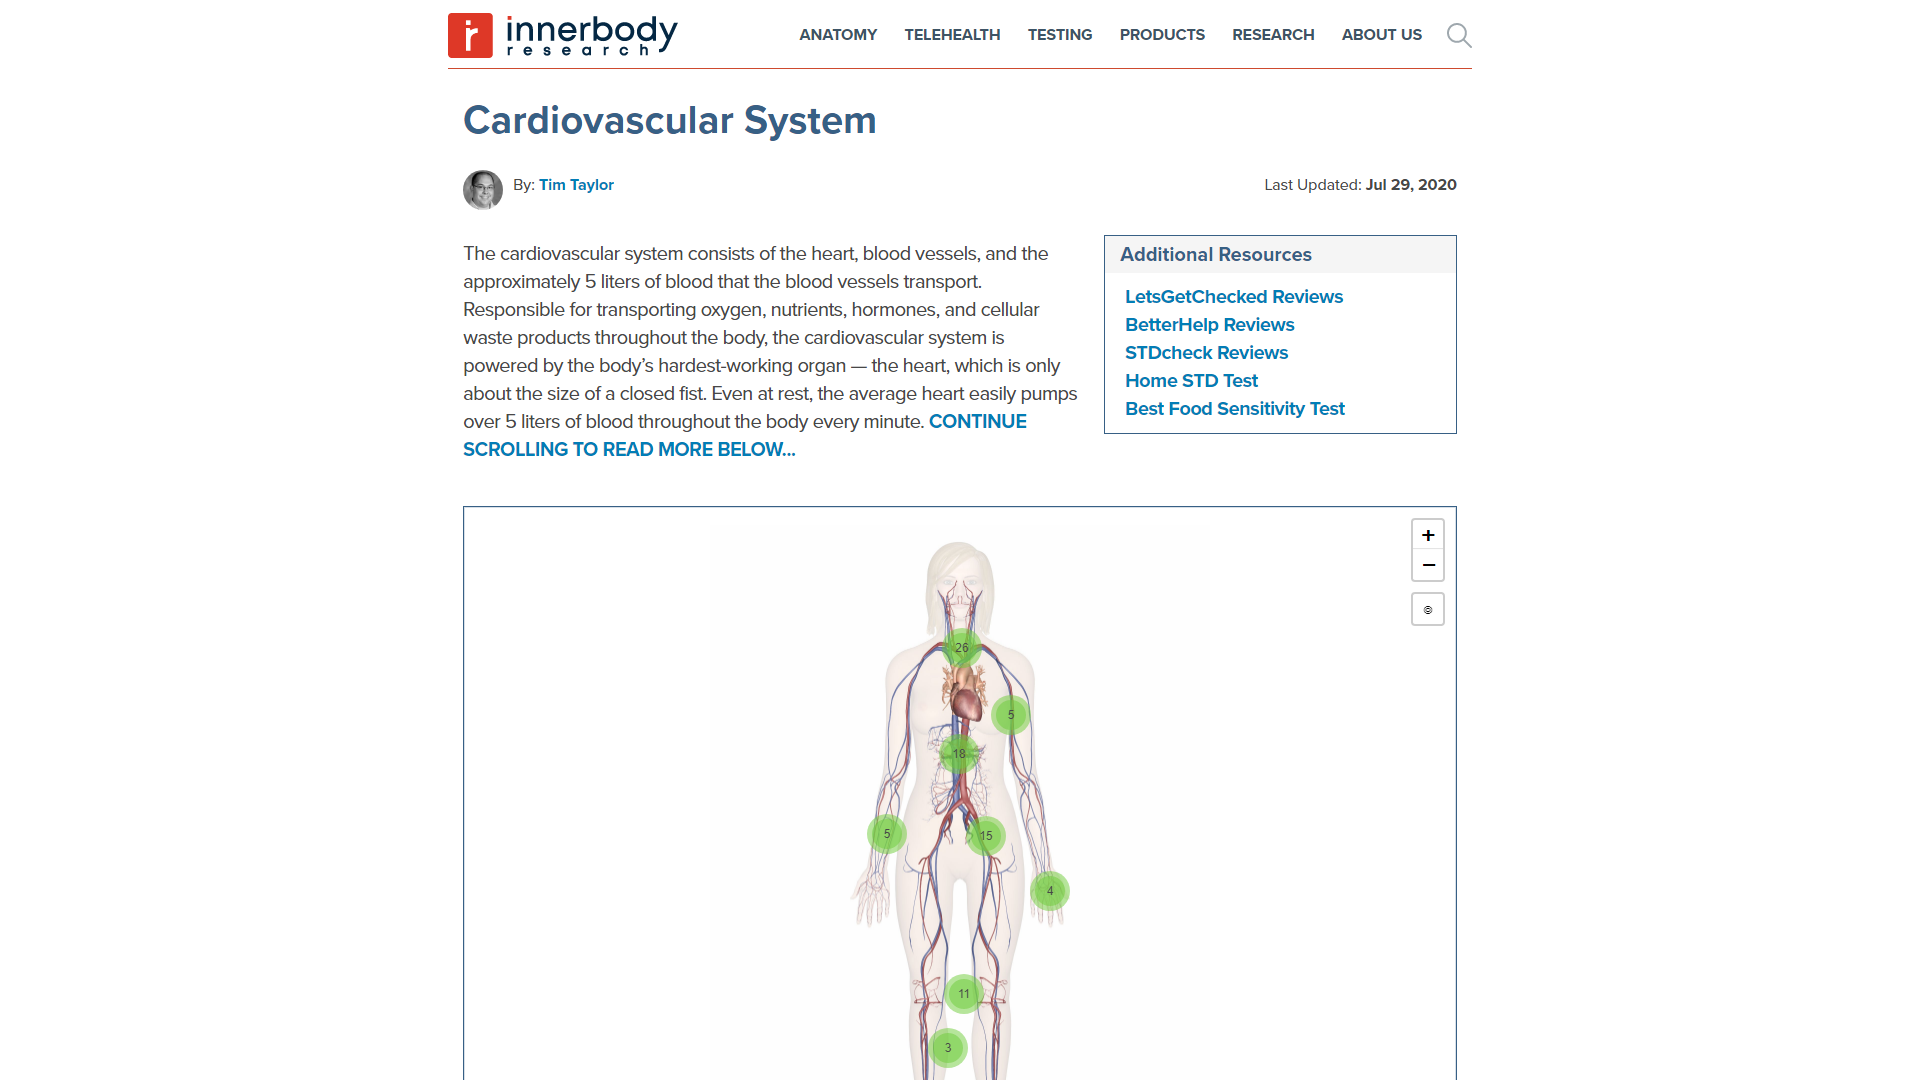 innerbody
research
ANATOMY TELEHEALTH TESTING PRODUCTS RESEARCH ABOUT US
Cardiovascular System
By: Tim Taylor
Last Updated: Jul 29, 2020
The cardiovascular system consists of the heart, blood vessels, and the
approximately 5 liters of blood that the blood vessels transport.
Responsible for transporting oxygen, nutrients, hormones, and cellular
waste products throughout the body, the cardiovascular system is
powered by the body’s hardest-working organ — the heart, which is only
about the size of a closed fist. Even at rest, the average heart easily pumps
over 5 liters of blood throughout the body every minute. CONTINUE
SCROLLING TO READ MORE BELOW...
Additional Resources
LetsGetChecked Reviews
BetterHelp Reviews
STDcheck Reviews
Home STD Test
Best Food Sensitivity Test
+
−
26
5
18
5
15
4
11
3